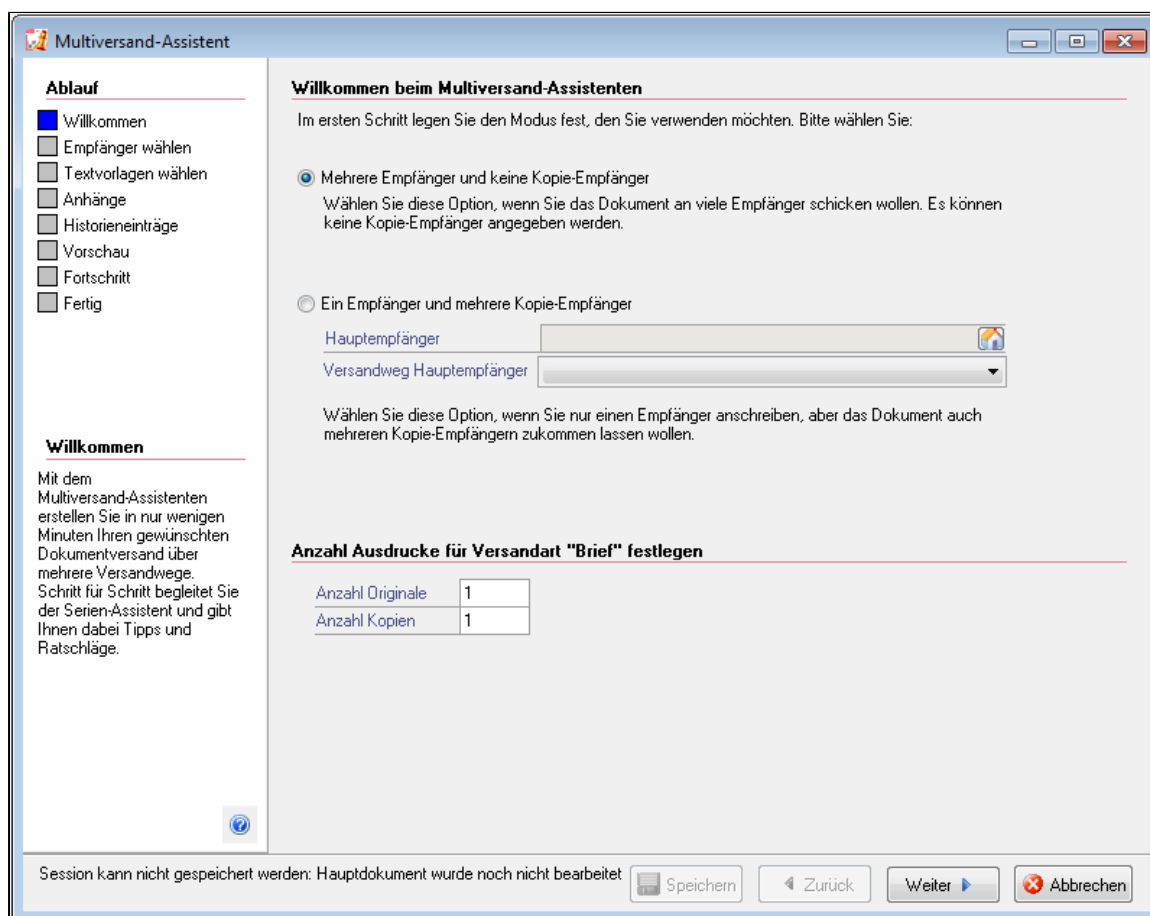 Multiversand-Assistent
Ablauf
Willkommen
Empfänger wählen
Textvorlagen wählen
Anhänge
Historieneinträge
Vorschau
Fortschritt
Fertig
Willkommen
Mit dem
Multiversand-Assistenten
erstellen Sie in nur wenigen
Minuten Ihren gewünschten
Dokumentversand über
mehrere Versandwege.
Schritt für Schritt begleitet Sie
der Serien-Assistent und gibt
Ihnen dabei Tipps und
Ratschläge.
Willkommen beim Multiversand-Assistenten
Im ersten Schritt legen Sie den Modus fest, den Sie verwenden möchten. Bitte wählen Sie:
Mehrere Empfänger und keine Kopie-Empfänger
Wählen Sie diese Option, wenn Sie das Dokument an viele Empfänger schicken wollen. Es können
keine Kopie-Empfänger angegeben werden.
Ein Empfänger und mehrere Kopie-Empfänger
Hauptempfänger
Versandweg Hauptempfänger
Wählen Sie diese Option, wenn Sie nur einen Empfänger anschreiben, aber das Dokument auch
mehreren Kopie-Empfängern zukommen lassen wollen.
Anzahl Ausdrucke für Versandart "Brief" festlegen
Anzahl Originale 1
Anzahl Kopien 1
Session kann nicht gespeichert werden: Hauptdokument wurde noch nicht bearbeitet
Speichern
Zurück
Weiter
Abbrechen